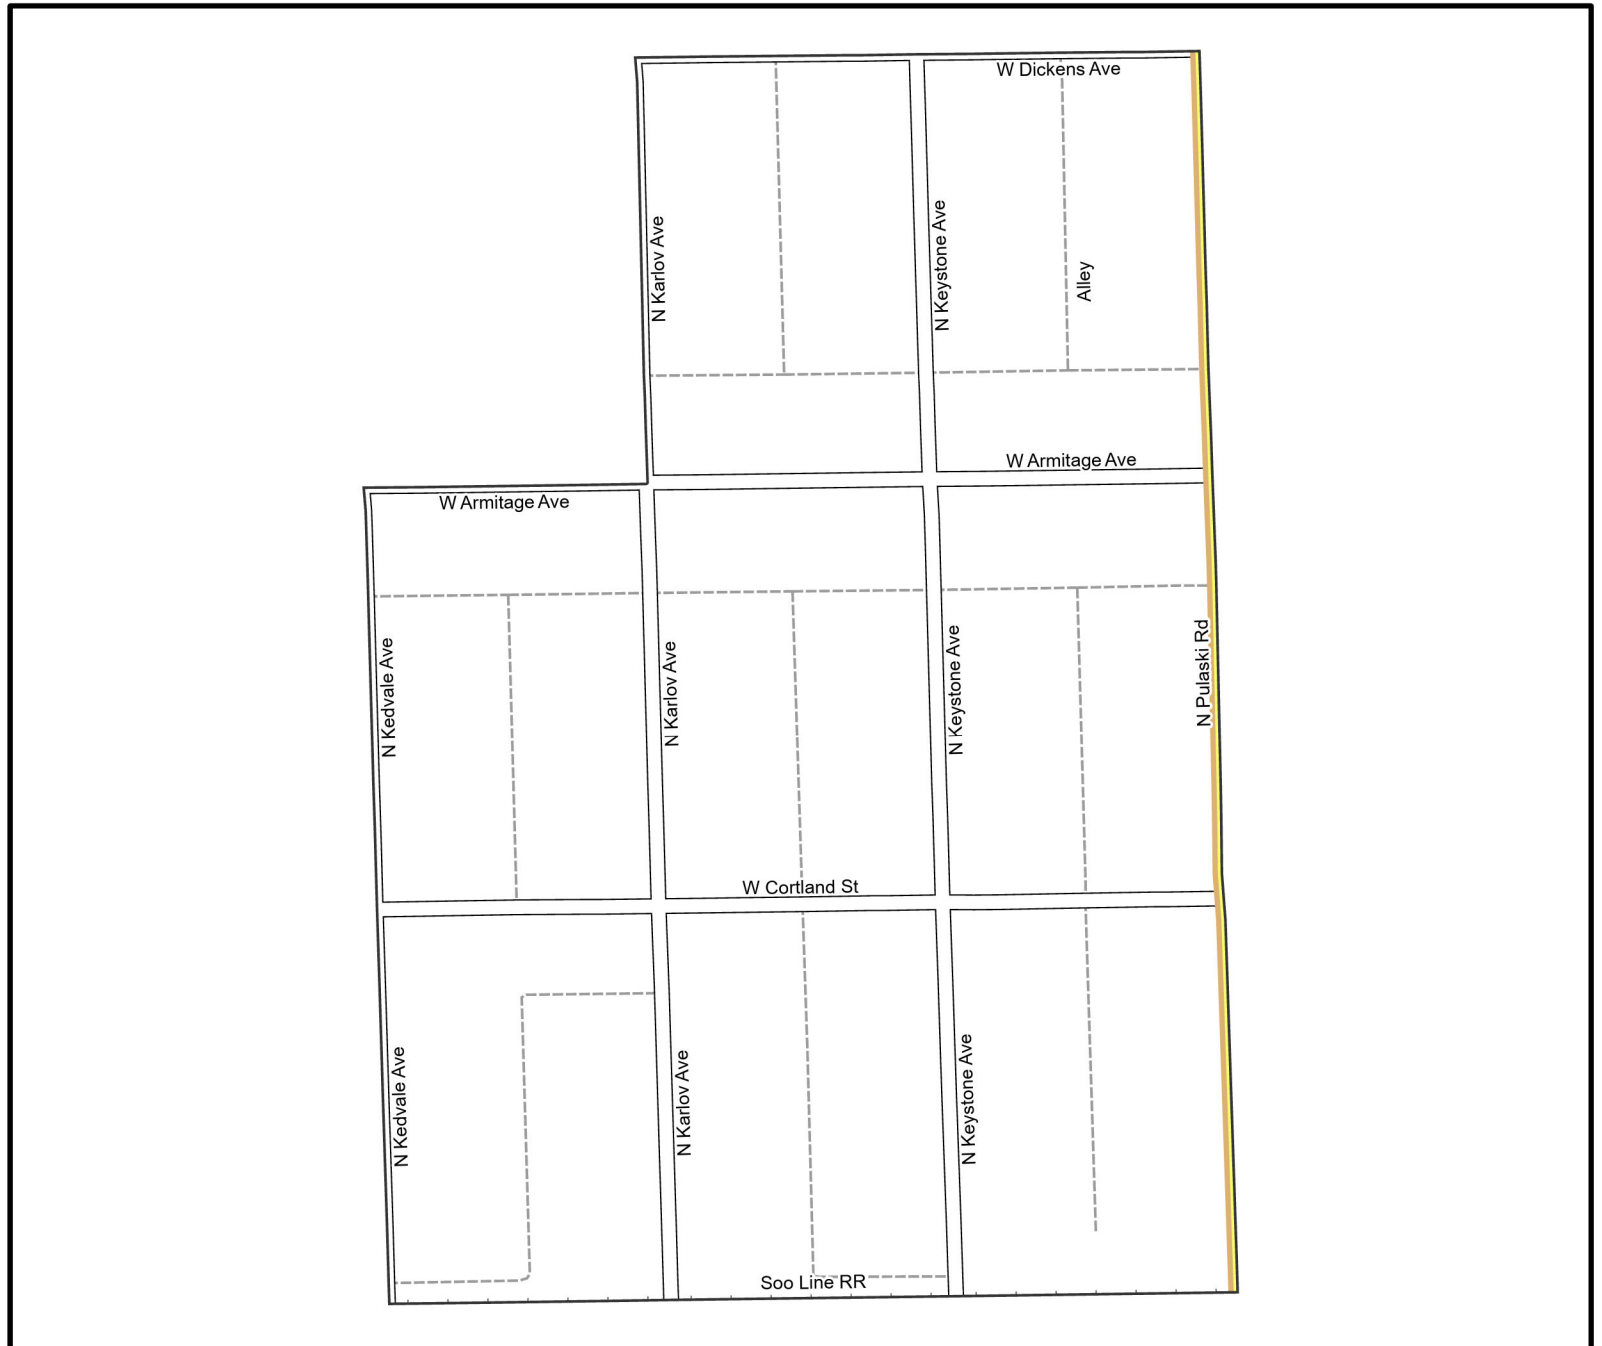 W Dickens Ave
N Karlov Ave
N Keystone Ave
Alley
W Armitage Ave
W Armitage Ave
N Kedvale Ave
N Karlov Ave
N Keystone Ave
N Pulaski Rd
W Cortland St
N Kedvale Ave
N Karlov Ave
N Keystone Ave
Soo Line RR